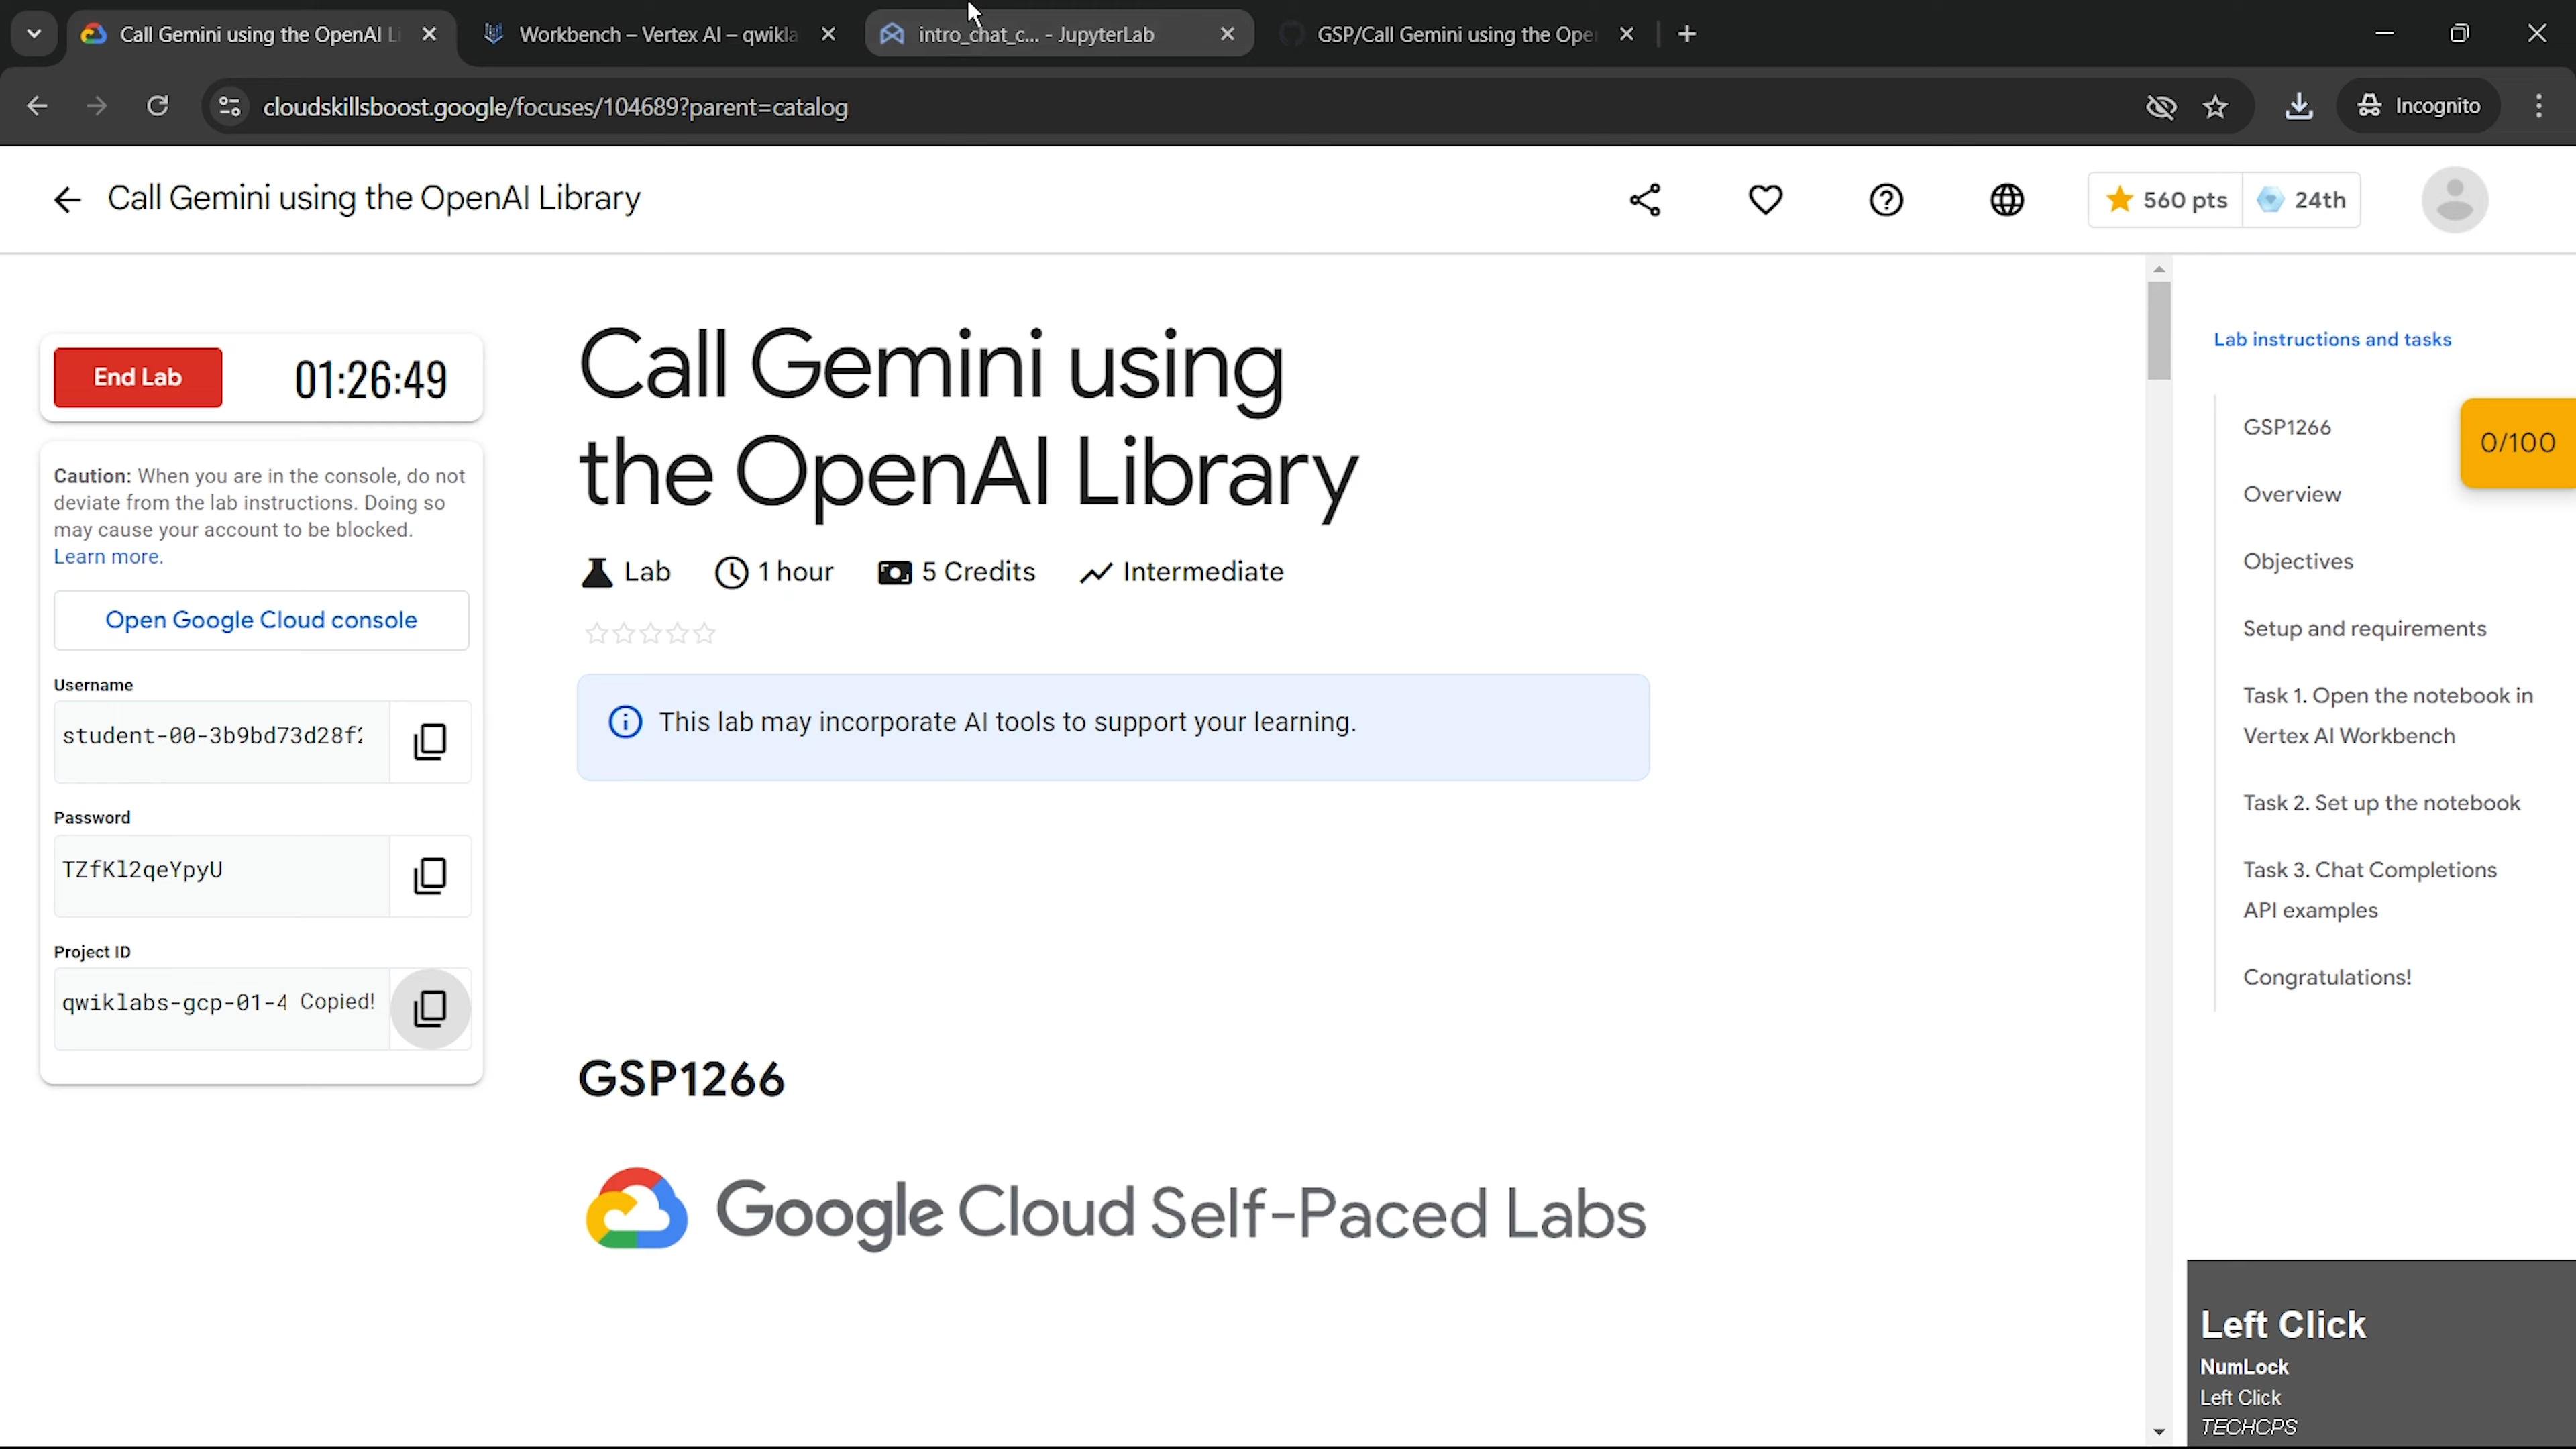 Call Gemini using the OpenAI Li
Workbench – Vertex AI – qwikla
intro_chat_c... - JupyterLab
GSP/Call Gemini using the Ope
cloudskillsboost.google/focuses/104689?parent=catalog
Incognito
Call Gemini using the OpenAI Library
560 pts
24th
End Lab
01:26:49
Caution: When you are in the console, do not
deviate from the lab instructions. Doing so
may cause your account to be blocked.
Learn more.
Open Google Cloud console
Username
student-00-3b9bd73d28f2
Password
TZfKl2qeYpyU
Project ID
qwiklabs-gcp-01-4 Copied!
Call Gemini using
the OpenAI Library
Lab
1 hour
5 Credits
Intermediate
This lab may incorporate AI tools to support your learning.
GSP1266
Google Cloud Self-Paced Labs
Lab instructions and tasks
GSP1266
0/100
Overview
Objectives
Setup and requirements
Task 1. Open the notebook in
Vertex AI Workbench
Task 2. Set up the notebook
Task 3. Chat Completions
API examples
Congratulations!
Left Click
NumLock
Left Click
TECHCPS